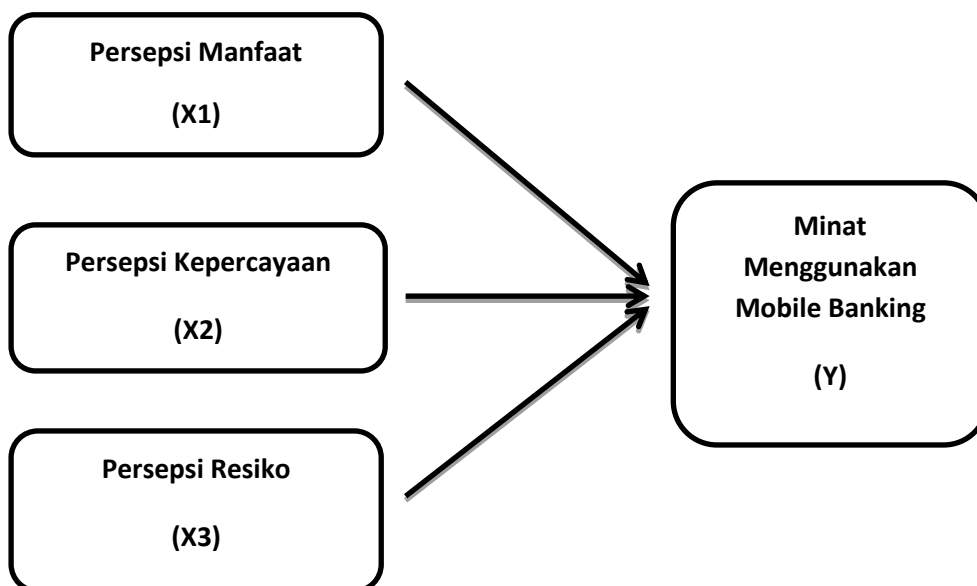 Persepsi Manfaat
(X1)
Persepsi Kepercayaan
(X2)
Persepsi Resiko
(X3)
Minat
Menggunakan
Mobile Banking
(Y)